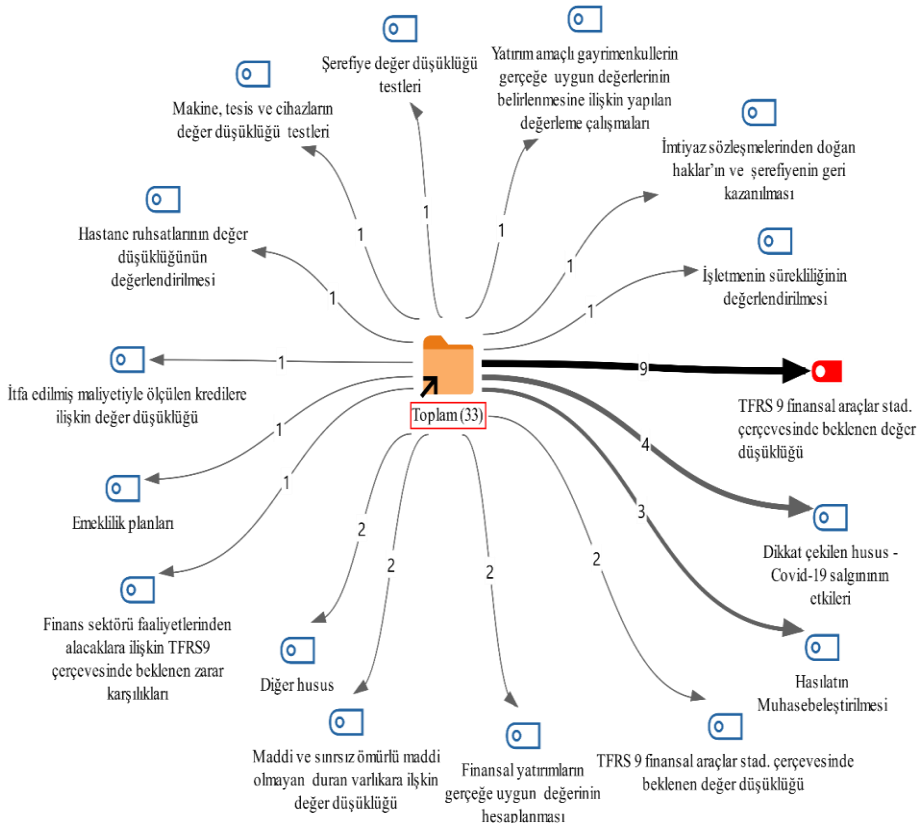 Şerefiye değer düşüklüğü
testleri
Yatırım amaçlı gayrimenkullerin
gerçeğe uygun değerlerinin
belirlenmesine ilişkin yapılan
değerleme çalışmaları
Makine, tesis ve cihazların
değer düşüklüğü testleri
İmtiyaz sözleşmelerinden doğan
haklar'ın ve şerefiyenin geri
kazanılması
Hastane ruhsatlarının değer
düşüklüğünün
değerlendirilmesi
İşletmenin sürekliliğinin
değerlendirilmesi
1
1
1
1
1
1
1
9
İtfa edilmiş maliyetiyle ölçülen kredilere
ilişkin değer düşüklüğü
Toplam (33)
TFRS 9 finansal araçlar stad.
çerçevesinde beklenen değer
düşüklüğü
1
4
Emeklilik planları
1
3
Dikkat çekilen husus -
Covid-19 salgınının
etkileri
2
2
2
2
Finans sektörü faaliyetlerinden
alacaklara ilişkin TFRS9
çerçevesinde beklenen zarar
karşılıkları
Diğer husus
Hasılatın
Muhasebeleştirilmesi
Maddi ve sınırsız ömürlü maddi
olmayan duran varlıkara ilişkin
değer düşüklüğü
Finansal yatırımların
gerçeğe uygun değerinin
hesaplanması
TFRS 9 finansal araçlar stad. çerçevesinde
beklenen değer düşüklüğü